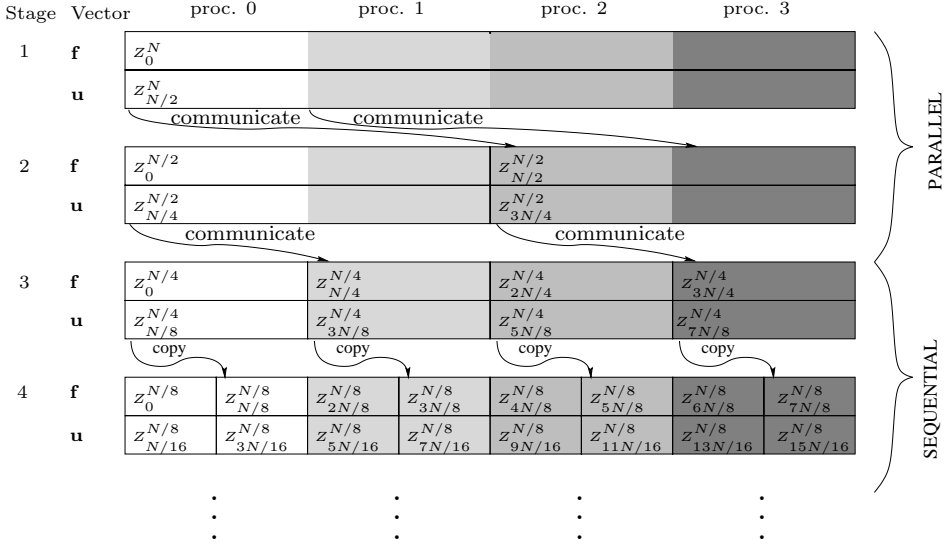 Stage Vector proc. 0 proc. 1 proc. 2 proc. 3
1 f z_0^N
u z_{N/2}^N
communicate communicate
2 f z_0^{N/2} z_{N/2}^{N/2}
u z_{N/4}^{N/2} z_{3N/4}^{N/2}
communicate communicate
3 f z_0^{N/4} z_{N/4}^{N/4} z_{2N/4}^{N/4} z_{3N/4}^{N/4}
u z_{N/8}^{N/4} z_{3N/8}^{N/4} z_{5N/8}^{N/4} z_{7N/8}^{N/4}
copy copy copy copy
4 f z_0^{N/8} z_{N/8}^{N/8} z_{2N/8}^{N/8} z_{3N/8}^{N/8} z_{4N/8}^{N/8} z_{5N/8}^{N/8} z_{6N/8}^{N/8} z_{7N/8}^{N/8}
u z_{N/16}^{N/8} z_{3N/16}^{N/8} z_{5N/16}^{N/8} z_{7N/16}^{N/8} z_{9N/16}^{N/8} z_{11N/16}^{N/8} z_{13N/16}^{N/8} z_{15N/16}^{N/8}
PARALLEL
SEQUENTIAL